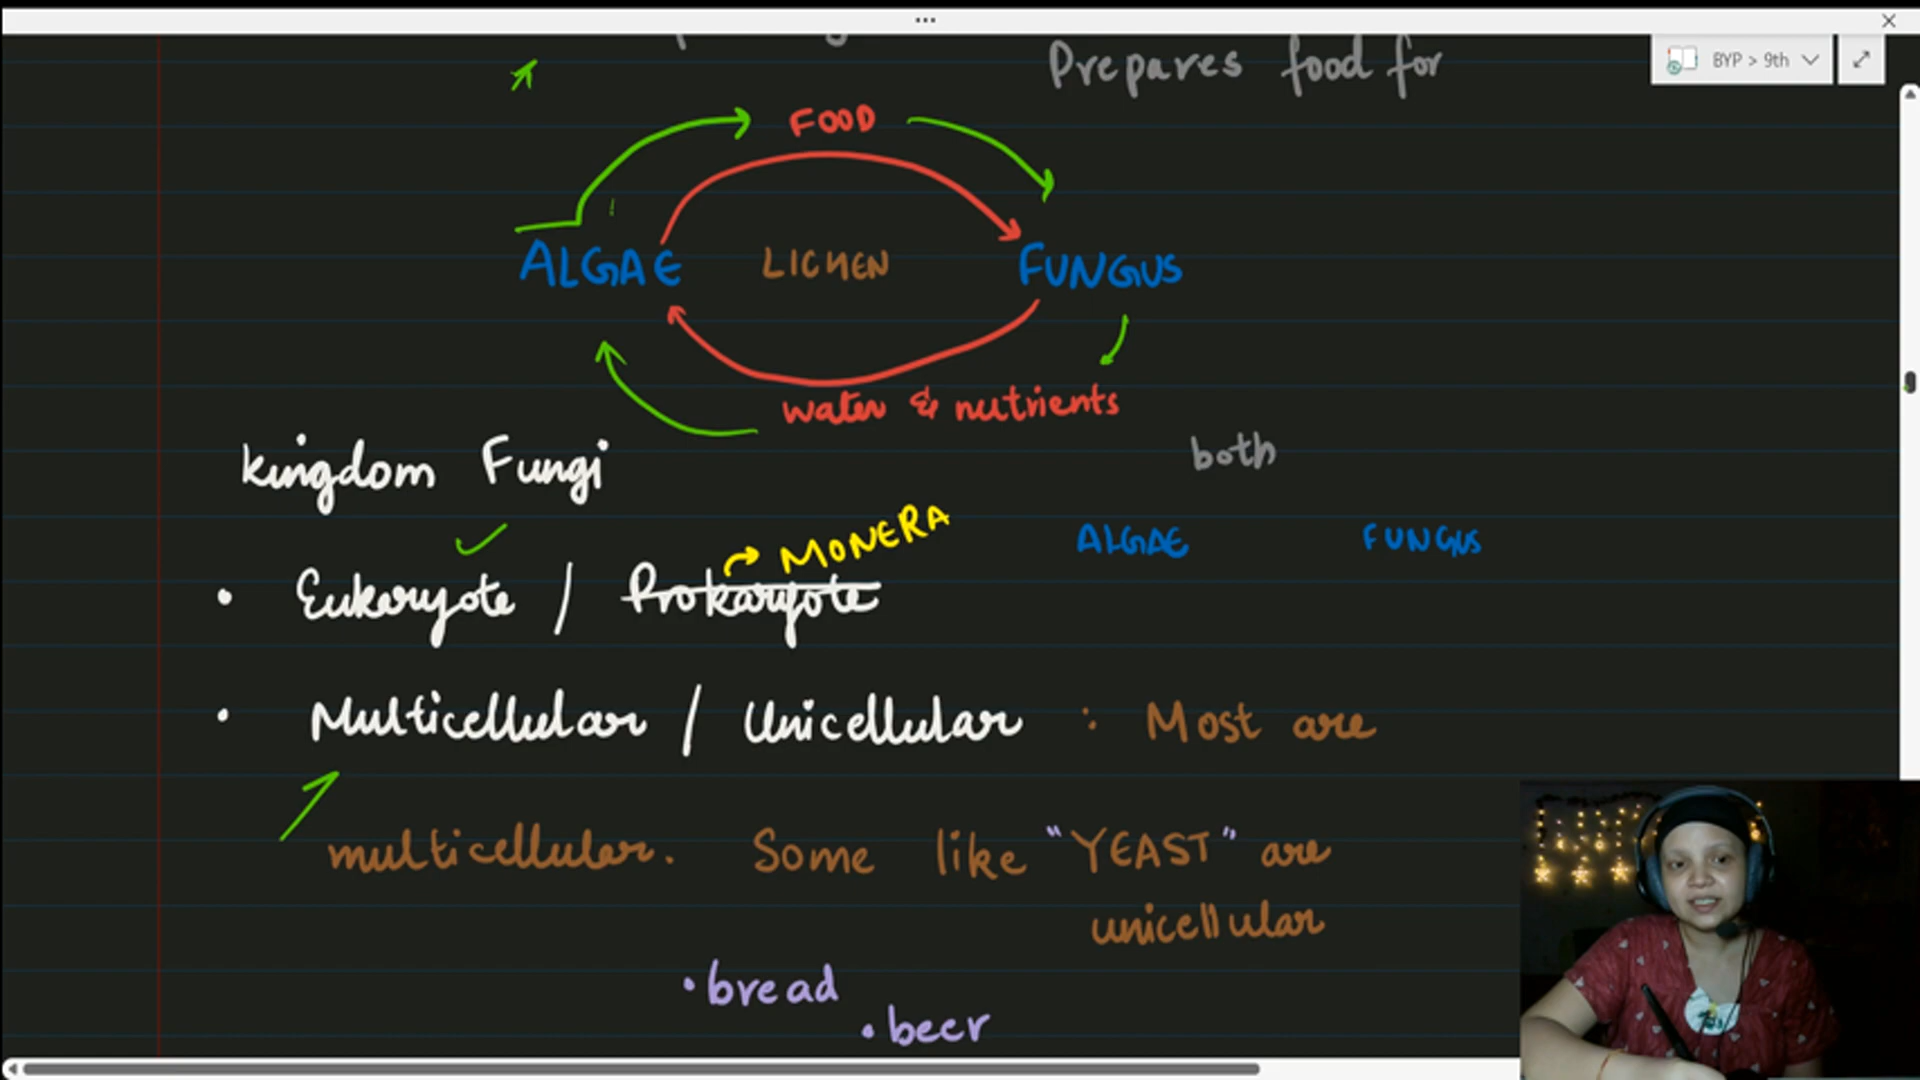 ...
Prepares food for
BYP > 9th
FOOD
ALGAE LICHEN FUNGUS
water & nutrients
both
kingdom Fungi
MONERA
ALGAE FUNGUS
• Eukaryote / Prokaryote
• Multicellular / Unicellular : Most are
multicellular. Some like "YEAST" are
unicellular
• bread
• beer